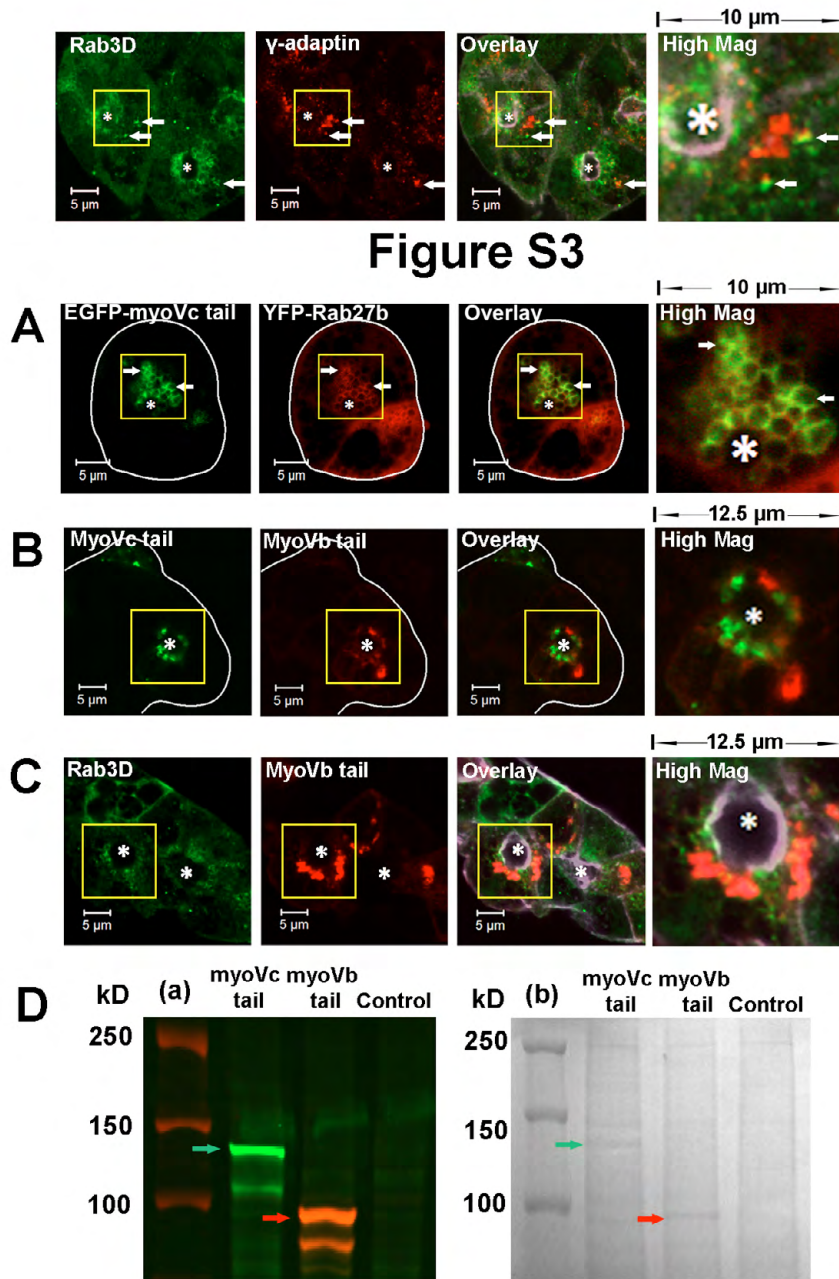 10 µm
Rab3D γ-adaptin Overlay High Mag
* * * *
* * *
5 µm 5 µm 5 µm
Figure S3
10 µm
A EGFP-myoVc tail YFP-Rab27b Overlay High Mag
* * * *
5 µm 5 µm 5 µm
12.5 µm
B MyoVc tail MyoVb tail Overlay High Mag
* * * *
5 µm 5 µm 5 µm
12.5 µm
C Rab3D MyoVb tail Overlay High Mag
* * * *
* * *
5 µm 5 µm 5 µm
D kD (a) myoVc tail myoVb tail Control
250
150
100
kD (b) myoVc tail myoVb tail Control
250
150
100